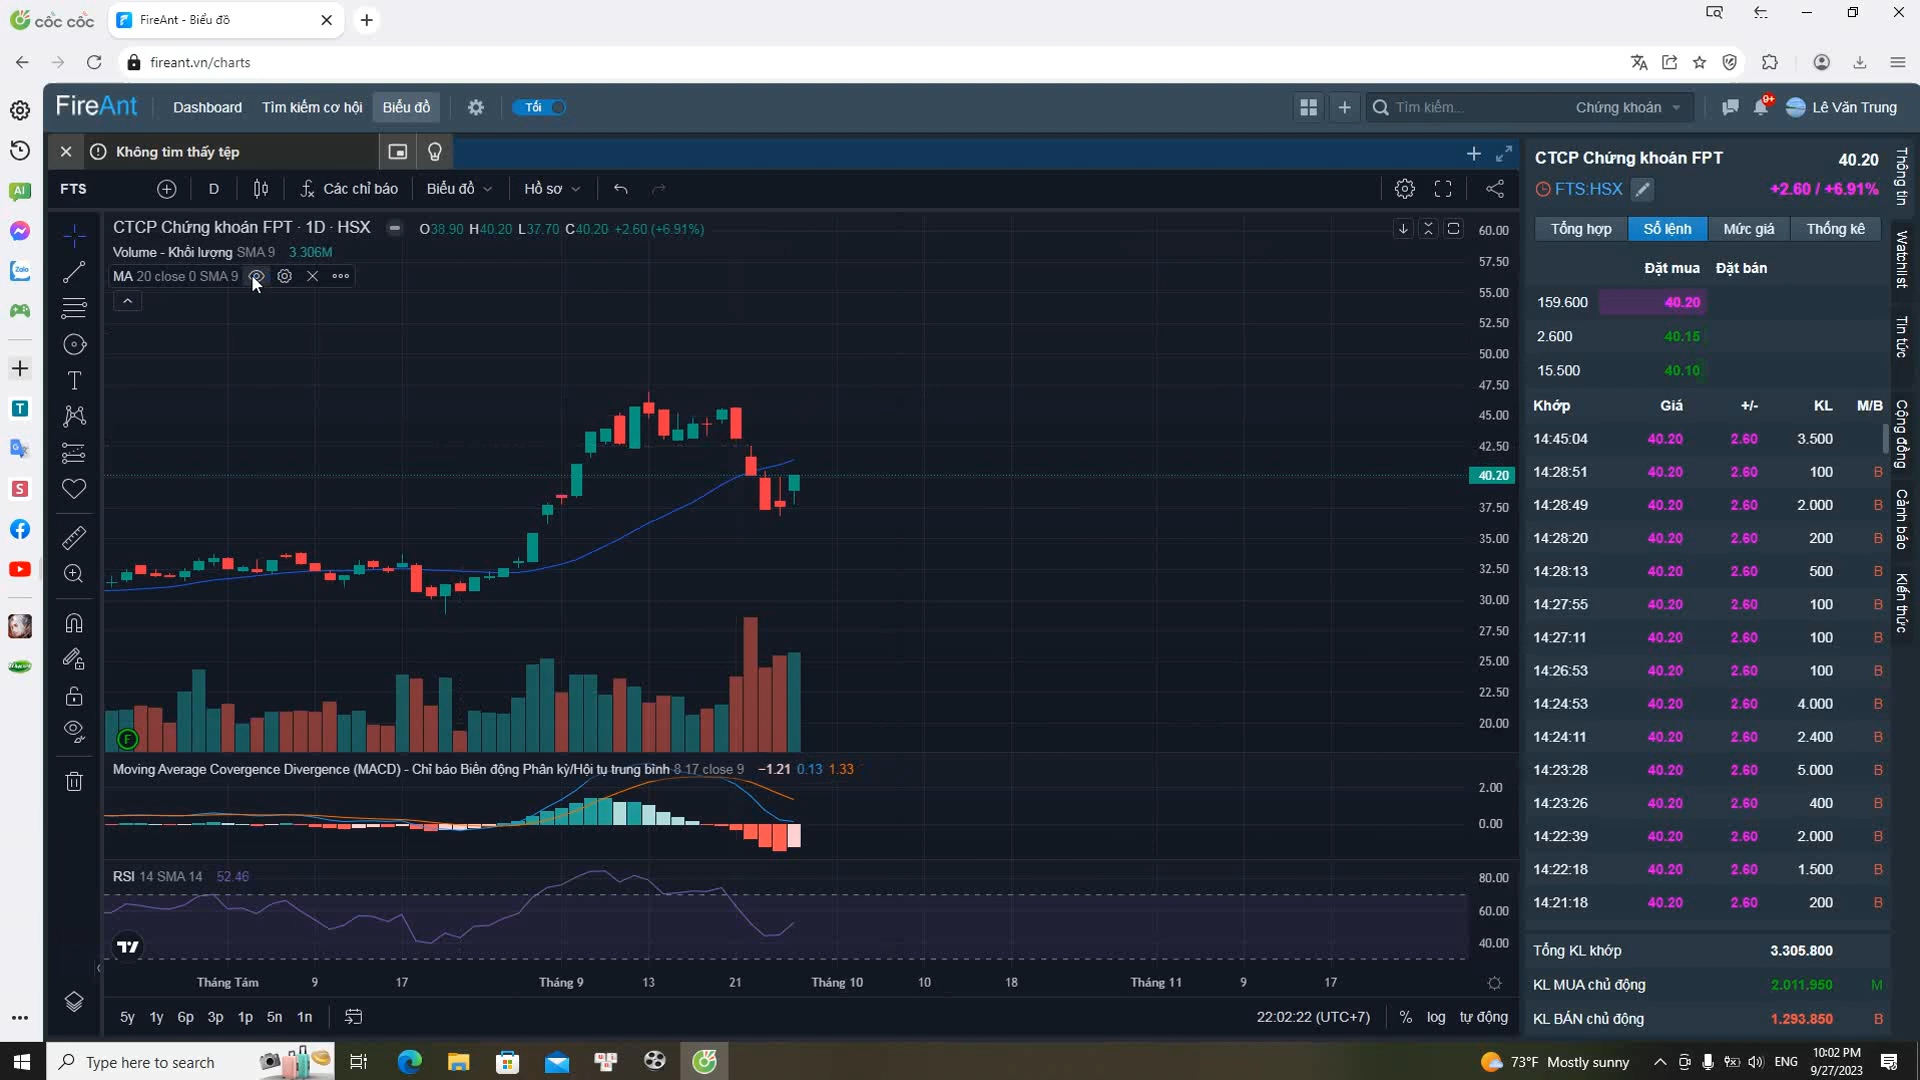 cốc cốc
FireAnt - Biểu đồ
fireant.vn/charts
FireAnt
Dashboard
Tìm kiếm cơ hội
Biểu đồ
Tối
Tìm kiếm...
Chứng khoán
9+
Lê Văn Trung
Không tìm thấy tệp
FTS
D
Các chỉ báo
Biểu đồ
Hồ sơ
CTCP Chứng khoán FPT · 1D · HSX
O38.90 H40.20 L37.70 C40.20 +2.60 (+6.91%)
Volume - Khối lượng SMA 9 3.306M
MA 20 close 0 SMA 9
60.00
57.50
55.00
52.50
50.00
47.50
45.00
42.50
40.20
37.50
35.00
32.50
30.00
27.50
25.00
22.50
20.00
F
Moving Average Covergence Divergence (MACD) - Chỉ báo Biến động Phân kỳ/Hội tụ trung bình 8 17 close 9 −1.21 0.13 1.33
2.00
0.00
RSI 14 SMA 14 52.46
80.00
60.00
40.00
Tháng Tám 9 17 Tháng 9 13 21 Tháng 10 10 18 Tháng 11 9 17
5y 1y 6p 3p 1p 5n 1n
22:02:22 (UTC+7)
% log tự động
CTCP Chứng khoán FPT 40.20
FTS:HSX +2.60 / +6.91%
Tổng hợp Sổ lệnh Mức giá Thống kê
Đặt mua Đặt bán
159.600 40.20
2.600 40.15
15.500 40.10
Khớp Giá +/- KL M/B
14:45:04 40.20 2.60 3.500
14:28:51 40.20 2.60 100 B
14:28:49 40.20 2.60 2.000 B
14:28:20 40.20 2.60 200 B
14:28:13 40.20 2.60 500 B
14:27:55 40.20 2.60 100 B
14:27:11 40.20 2.60 100 B
14:26:53 40.20 2.60 100 B
14:24:53 40.20 2.60 4.000 B
14:24:11 40.20 2.60 2.400 B
14:23:28 40.20 2.60 5.000 B
14:23:26 40.20 2.60 400 B
14:22:39 40.20 2.60 2.000 B
14:22:18 40.20 2.60 1.500 B
14:21:18 40.20 2.60 200 B
Tổng KL khớp 3.305.800
KL MUA chủ động 2.011.950 M
KL BÁN chủ động 1.293.850 B
Thông tin
Watchlist
Tin tức
Cộng đồng
Cảnh báo
Kiến thức
AI
Zalo
T
S
Type here to search
73°F Mostly sunny
ENG
10:02 PM
9/27/2023